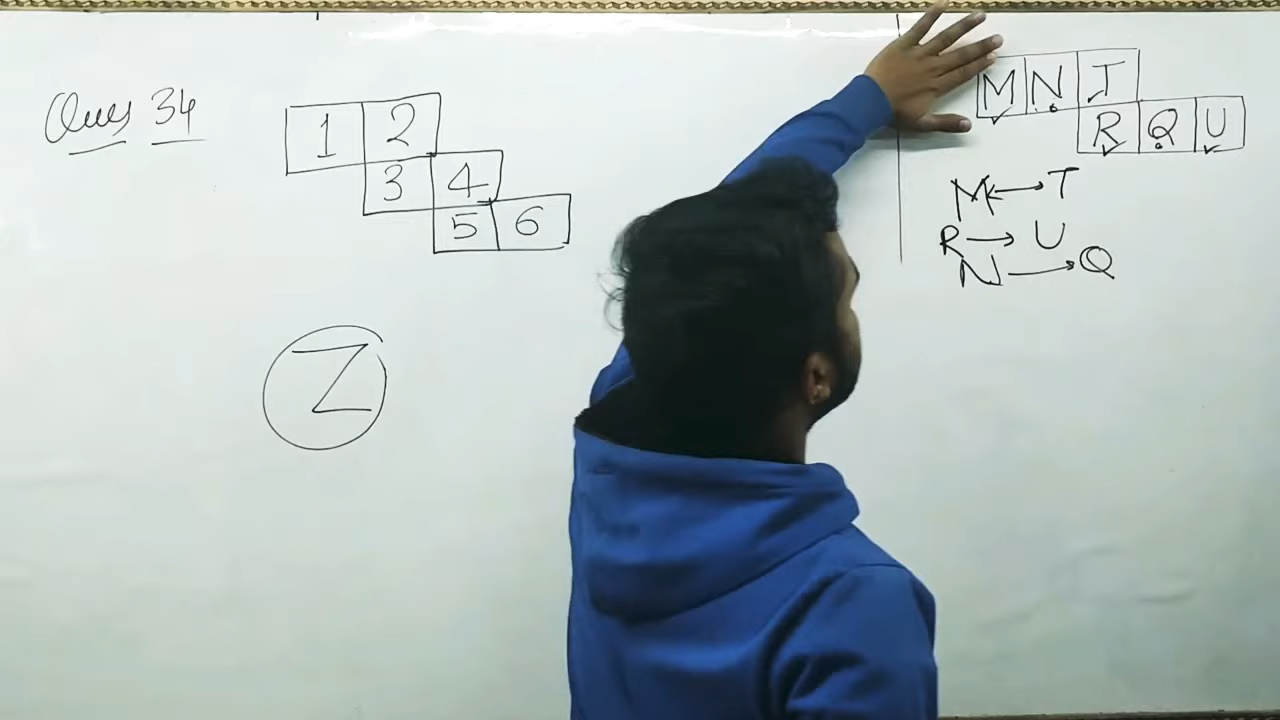 Ques 34
1 2
3 4
5 6
Z
M N T
R Q U
M ↔ T
R → U
N → Q